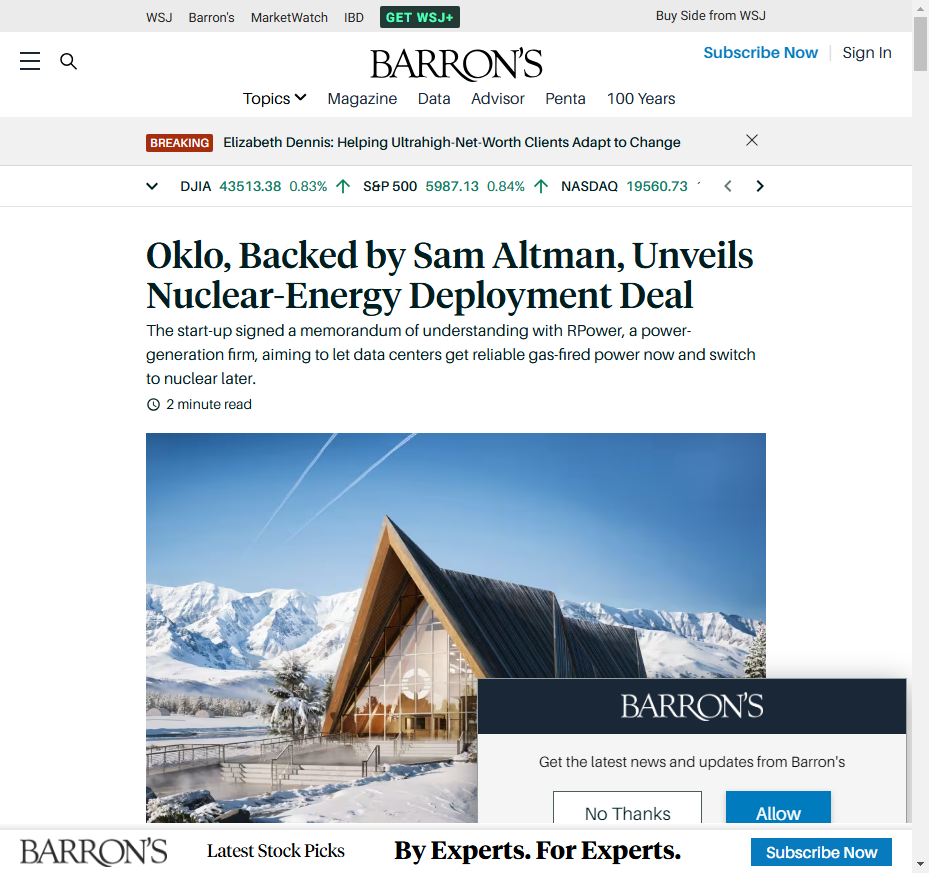 WSJ Barron's MarketWatch IBD GET WSJ+ Buy Side from WSJ
BARRON'S
Subscribe Now Sign In
Topics Magazine Data Advisor Penta 100 Years
BREAKING Elizabeth Dennis: Helping Ultrahigh-Net-Worth Clients Adapt to Change
DJIA 43513.38 0.83% S&P 500 5987.13 0.84% NASDAQ 19560.73
Oklo, Backed by Sam Altman, Unveils
Nuclear-Energy Deployment Deal
The start-up signed a memorandum of understanding with RPower, a power-
generation firm, aiming to let data centers get reliable gas-fired power now and switch
to nuclear later.
2 minute read
BARRON'S
Get the latest news and updates from Barron's
No Thanks Allow
BARRON'S Latest Stock Picks By Experts. For Experts. Subscribe Now